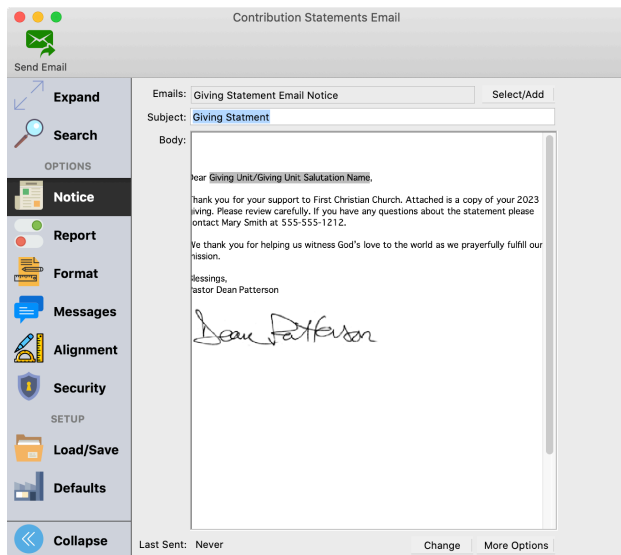 Contribution Statements Email
Send Email
Expand
Search
OPTIONS
Notice
Report
Format
Messages
Alignment
Security
SETUP
Load/Save
Defaults
Collapse
Emails: Giving Statement Email Notice Select/Add
Subject: Giving Statment
Body:
Dear Giving Unit/Giving Unit Salutation Name,
Thank you for your support to First Christian Church. Attached is a copy of your 2023
giving. Please review carefully. If you have any questions about the statement please
contact Mary Smith at 555-555-1212.
We thank you for helping us witness God's love to the world as we prayerfully fulfill our
mission.
Blessings,
Pastor Dean Patterson
Dean Patterson
Last Sent: Never Change More Options